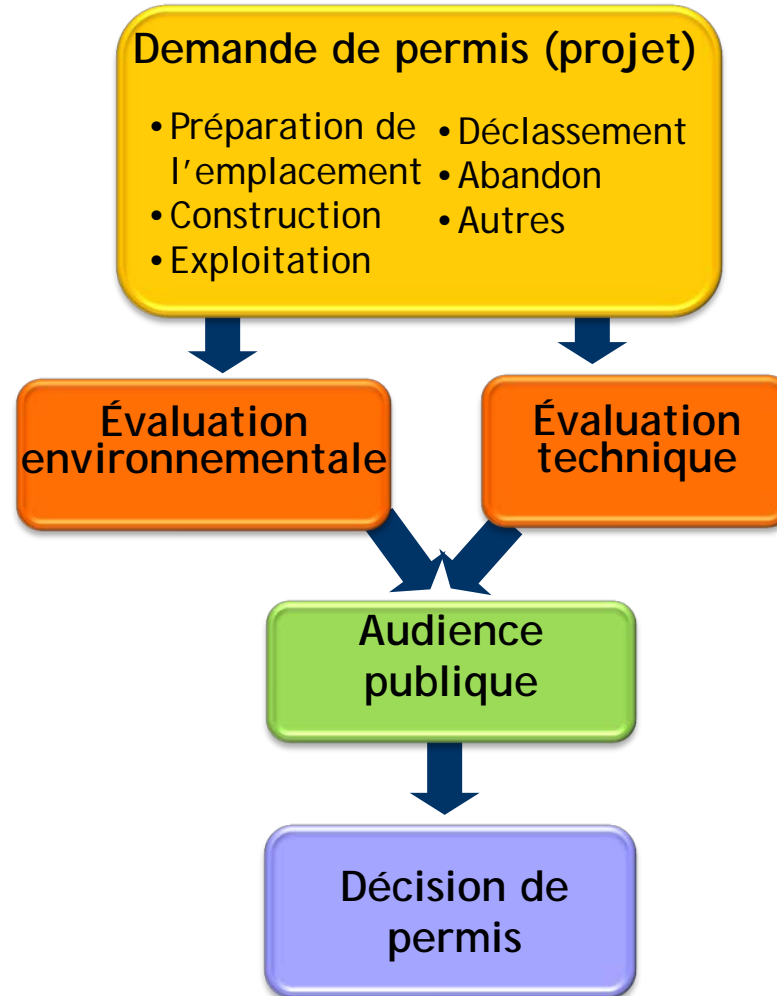 Demande de permis (projet)
• Préparation de
l'emplacement
• Construction
• Exploitation
• Déclassement
• Abandon
• Autres
Évaluation
environnementale
Évaluation
technique
Audience
publique
Décision de
permis